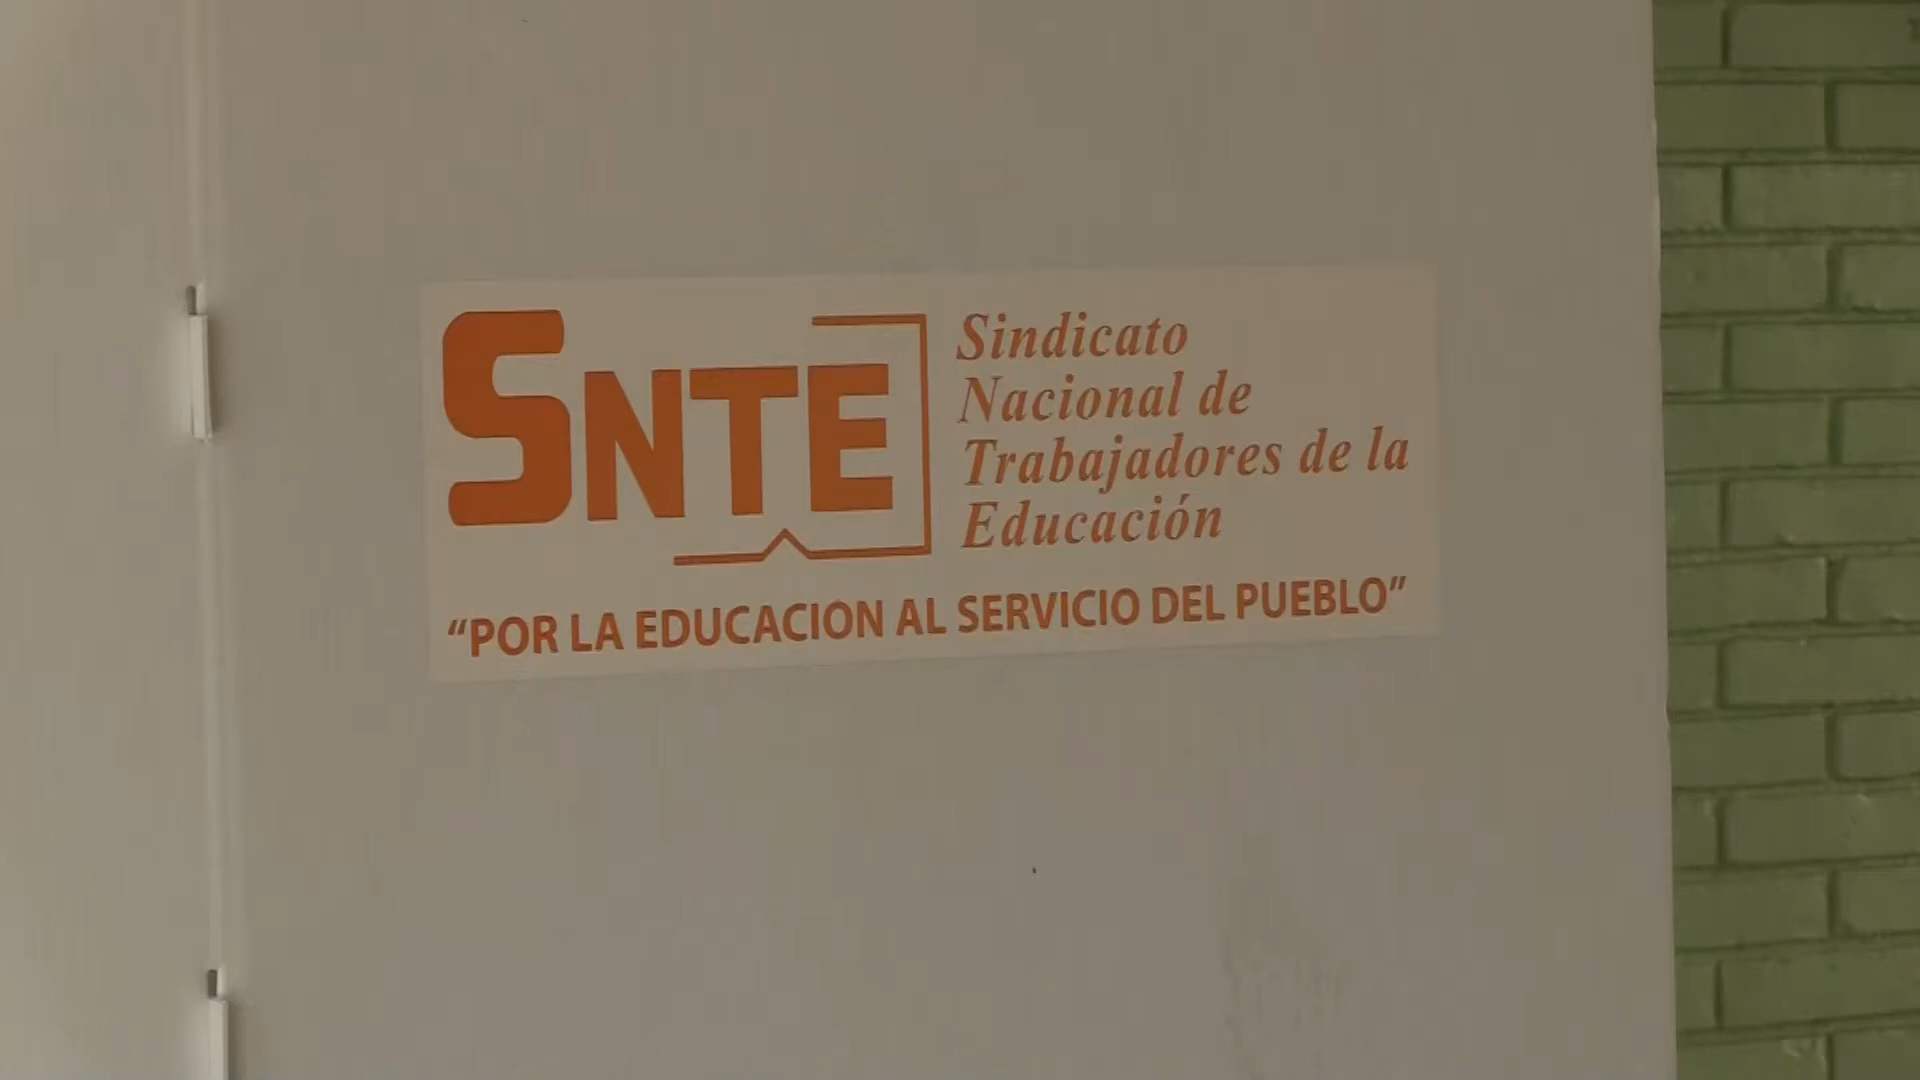 SNTE
Sindicato
Nacional de
Trabajadores de la
Educación
“POR LA EDUCACION AL SERVICIO DEL PUEBLO”